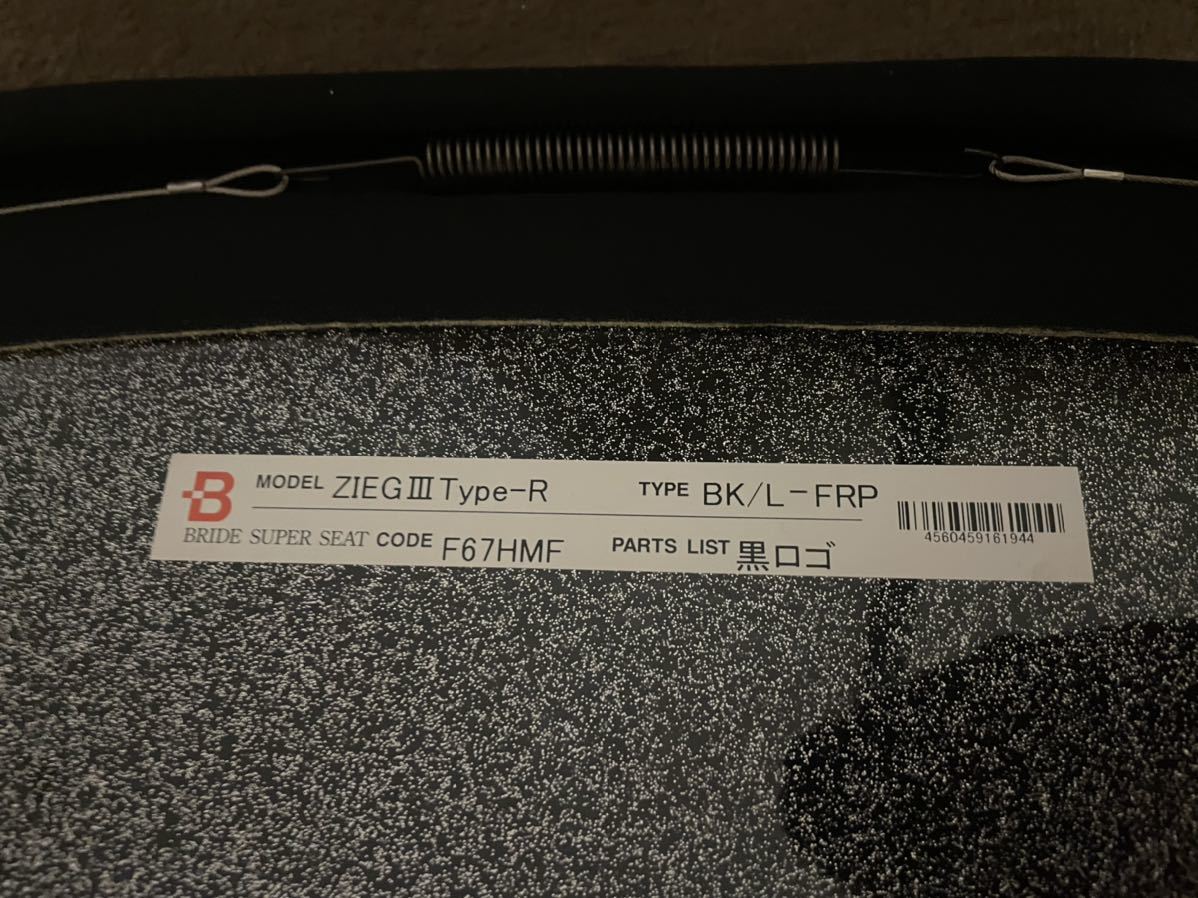 B MODEL ZIEGⅢ Type-R TYPE BK/L-FRP
BRIDE SUPER SEAT CODE F67HMF PARTS LIST 黒ロゴ
4560459161944